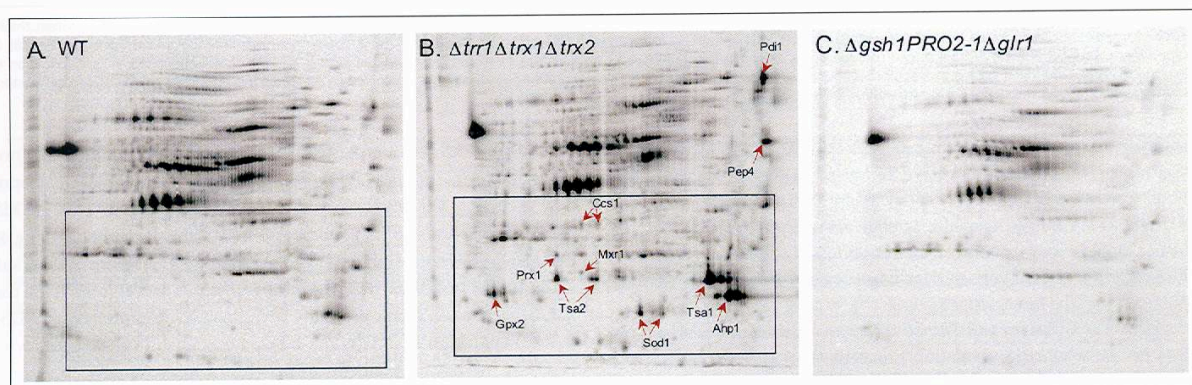 A. WT
B. Δtrr1Δtrx1Δtrx2
Pdi1
Pep4
Ccs1
Mxr1
Prx1
Tsa2
Gpx2
Sod1
Tsa1
Ahp1
C. Δgsh1PRO2-1Δglr1